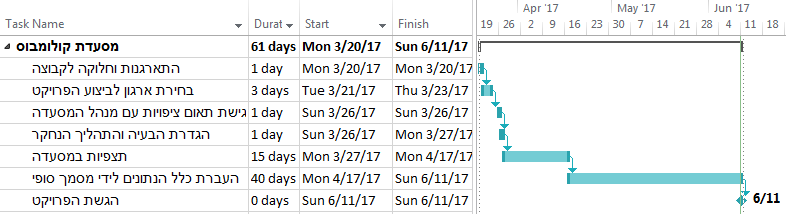 Apr '17 May '17 Jun '17
Task Name Durat Start Finish 19 26 2 9 16 23 30 7 14 21 28 4 11 18
מסעדת קולומבוס 61 days Mon 3/20/17 Sun 6/11/17
התארגנות וחלוקה לקבוצה 1 day Mon 3/20/17 Mon 3/20/17
בחירת ארגון לביצוע הפרויקט 3 days Tue 3/21/17 Thu 3/23/17
גישת תאום ציפויות עם מנהל המסעדה 1 day Sun 3/26/17 Sun 3/26/17
הגדרת הבעיה והתהליך הנחקר 1 day Sun 3/26/17 Mon 3/27/17
תצפיות במסעדה 15 days Mon 3/27/17 Mon 4/17/17
העברת כלל הנתונים לידי מסמך סופי 40 days Mon 4/17/17 Sun 6/11/17
הגשת הפרויקט 0 days Sun 6/11/17 Sun 6/11/17 6/11